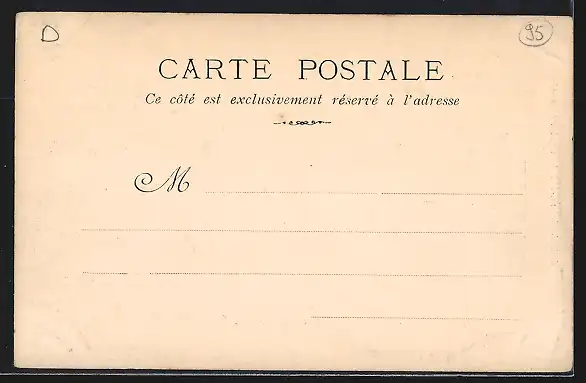 D
95
CARTE POSTALE
Ce côté est exclusivement réservé à l'adresse
M